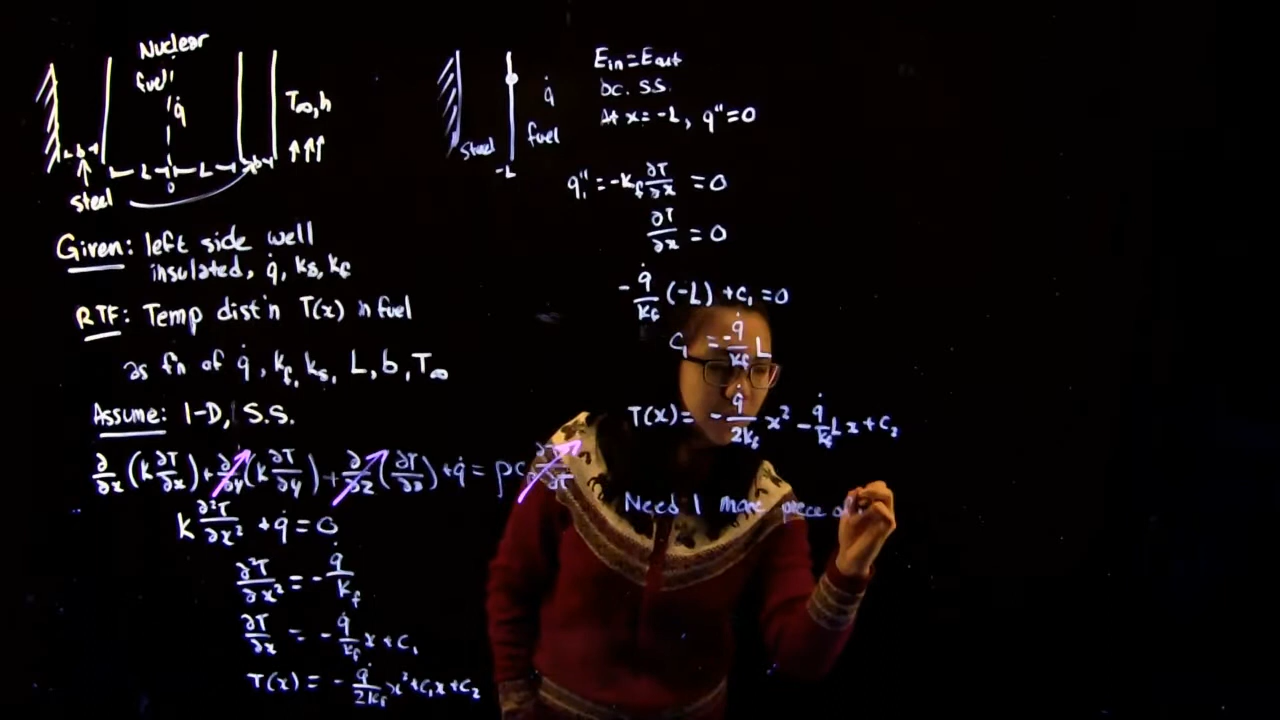 Nuclear
fuel
q̇
T∞, h
b
L
L
b
0
steel
Given: left side well
insulated, q̇, ks, kf
RTF: Temp dist'n T(x) in fuel
as fn of q̇, kf, ks, L, b, T∞
Assume: 1-D, S.S.
∂/∂x (k ∂T/∂x) + ∂/∂y (k ∂T/∂y) + ∂/∂z (∂T/∂z) + q̇ = ρc ∂T/∂T
k ∂²T/∂x² + q̇ = 0
∂²T/∂x² = - q̇/kf
∂T/∂x = - q̇/kf x + C₁
T(x) = - q̇/2kf x² + C₁x + C₂
q̇
steel
fuel
-L
Ein = Eout
bc. S.S.
At x = -L, q" = 0
q₁" = -kf ∂T/∂x = 0
∂T/∂x = 0
- q̇/kf (-L) + C₁ = 0
C₁ = -q̇/kf L
T(x) = - q̇/2kf x² - q̇/kf L x + C₂
Need 1 more piece of